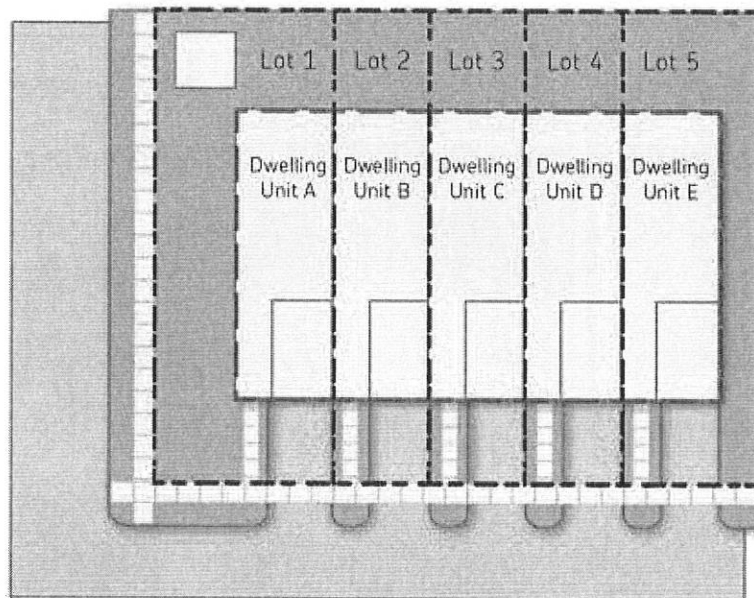 Lot 1 Lot 2 Lot 3 Lot 4 Lot 5
Dwelling Dwelling Dwelling Dwelling Dwelling
Unit A Unit B Unit C Unit D Unit E